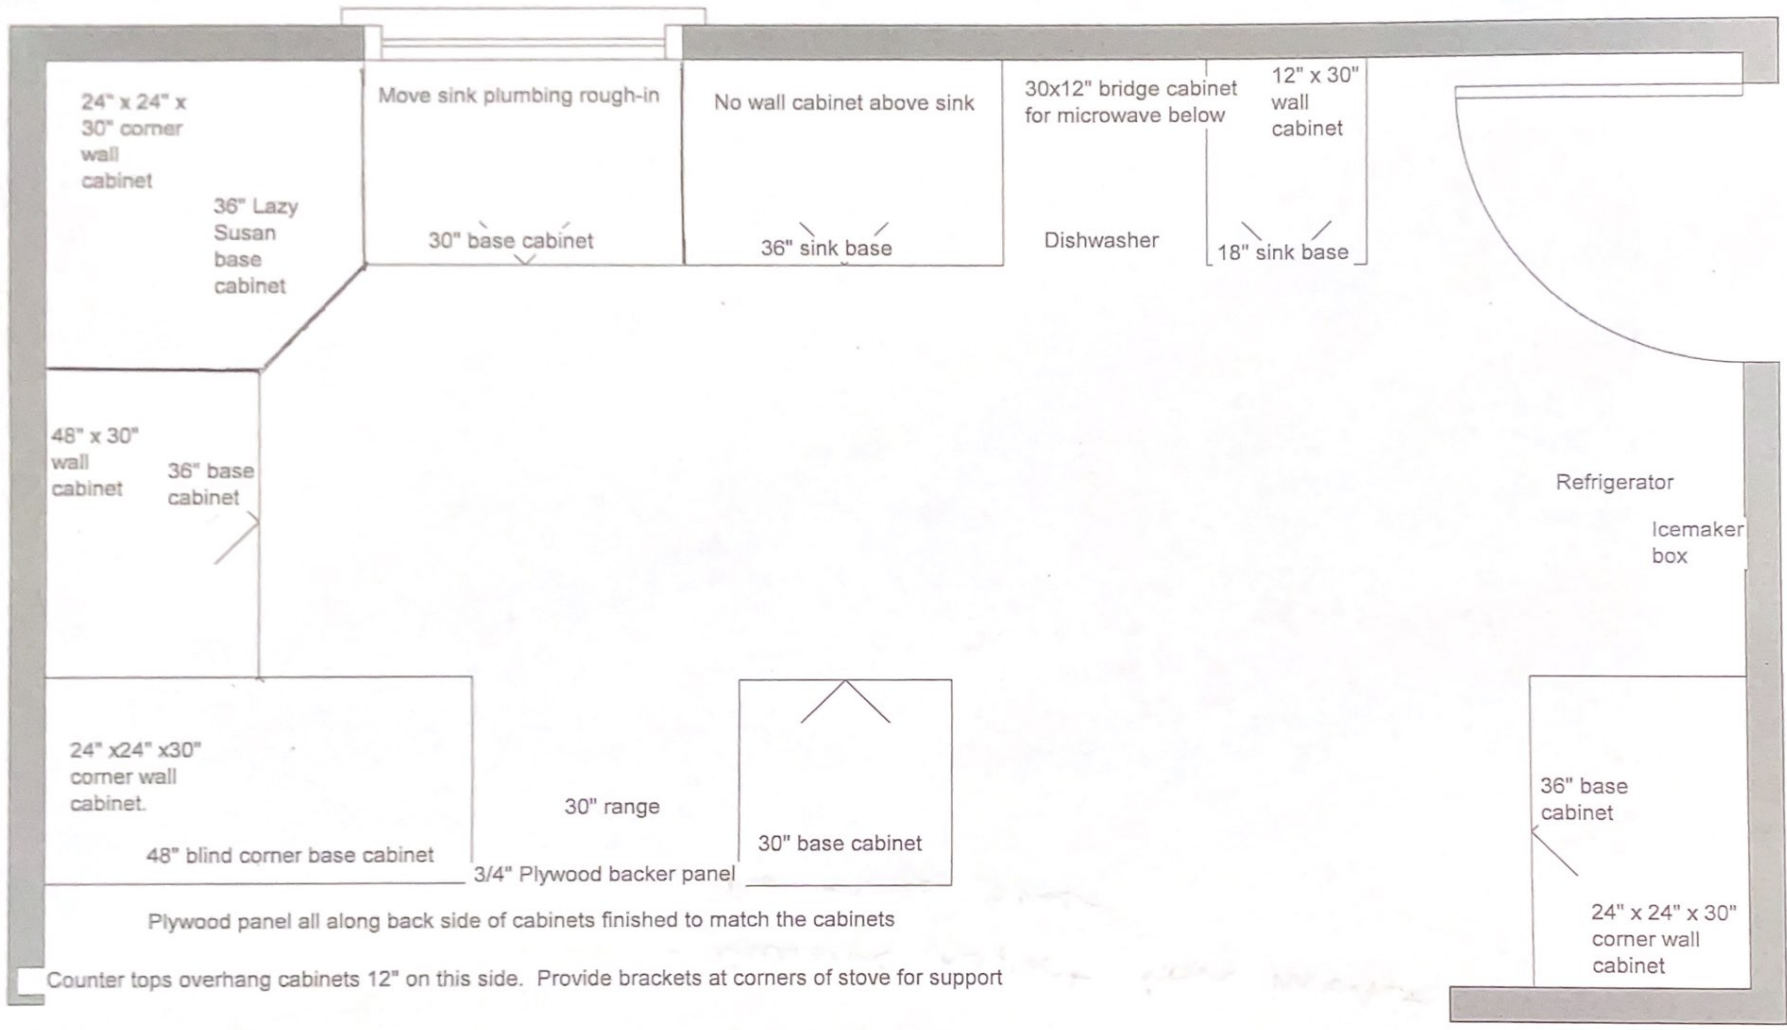 24" x 24" x
30" corner
wall
cabinet
36" Lazy
Susan
base
cabinet
Move sink plumbing rough-in
30" base cabinet
No wall cabinet above sink
36" sink base
30x12" bridge cabinet
for microwave below
Dishwasher
12" x 30"
wall
cabinet
18" sink base
48" x 30"
wall
cabinet
36" base
cabinet
Refrigerator
Icemaker
box
24" x24" x30"
corner wall
cabinet.
48" blind corner base cabinet
30" range
3/4" Plywood backer panel
30" base cabinet
36" base
cabinet
24" x 24" x 30"
corner wall
cabinet
Plywood panel all along back side of cabinets finished to match the cabinets
Counter tops overhang cabinets 12" on this side.  Provide brackets at corners of stove for support